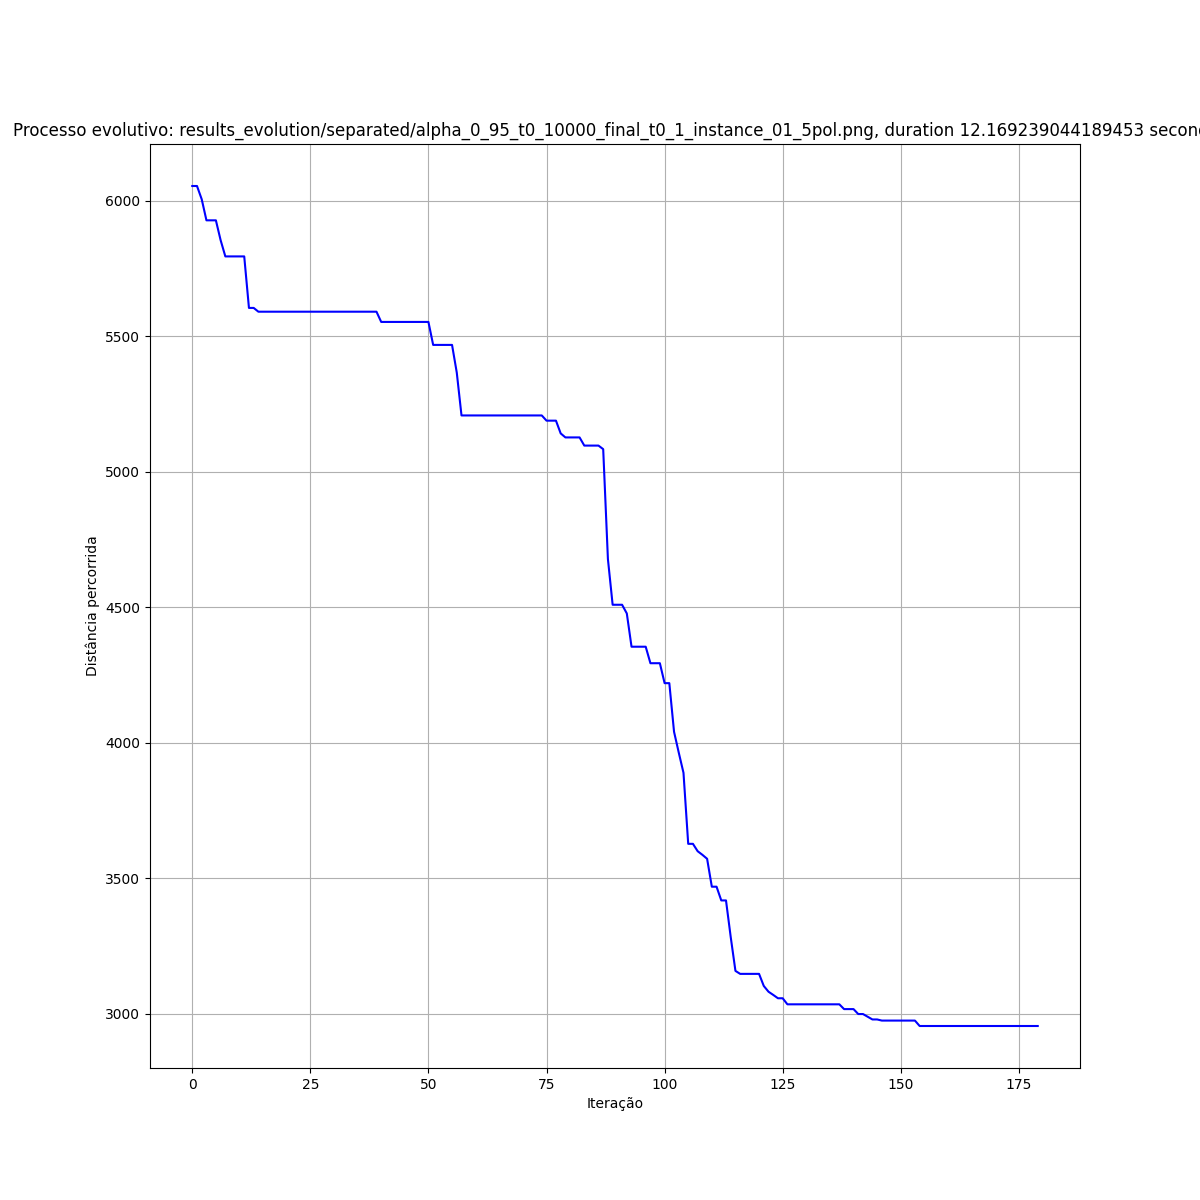 Processo evolutivo: results_evolution/separated/alpha_0_95_t0_10000_final_t0_1_instance_01_5pol.png, duration 12.169239044189453 secon
6000
5500
5000
4500
4000
3500
3000
Distância percorrida
0 25 50 75 100 125 150 175
Iteração